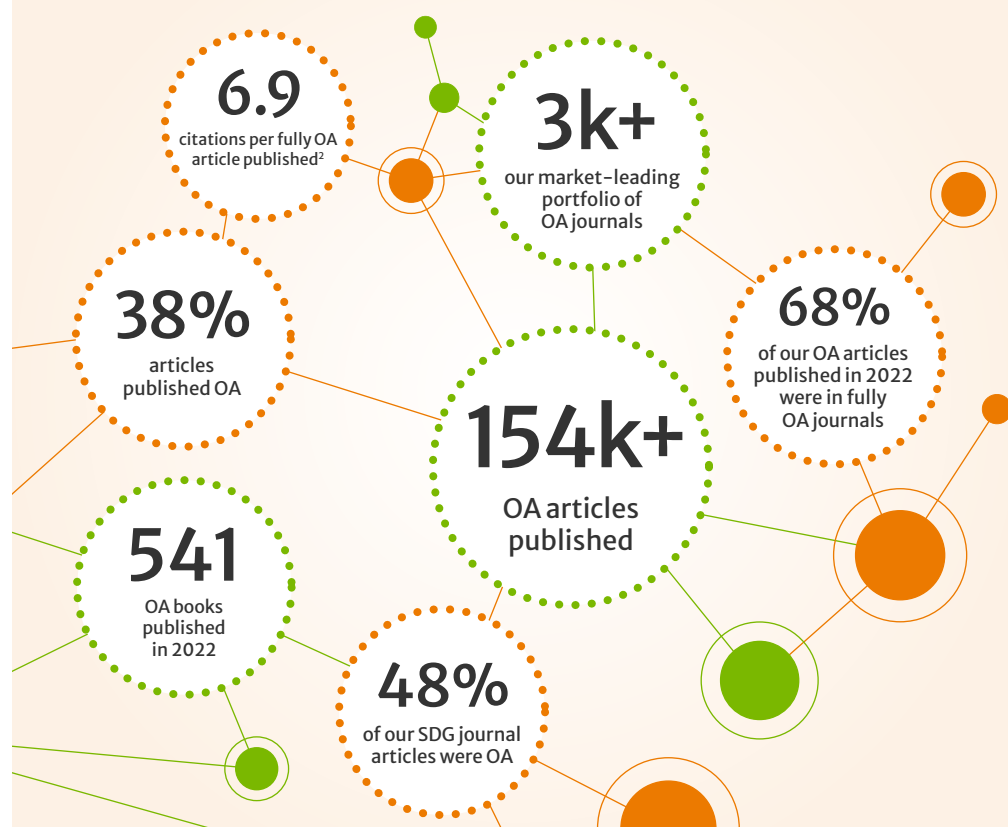 6.9
citations per fully OA
article published²
3k+
our market-leading
portfolio of
OA journals
38%
articles
published OA
68%
of our OA articles
published in 2022
were in fully
OA journals
154k+
OA articles
published
541
OA books
published
in 2022
48%
of our SDG journal
articles were OA